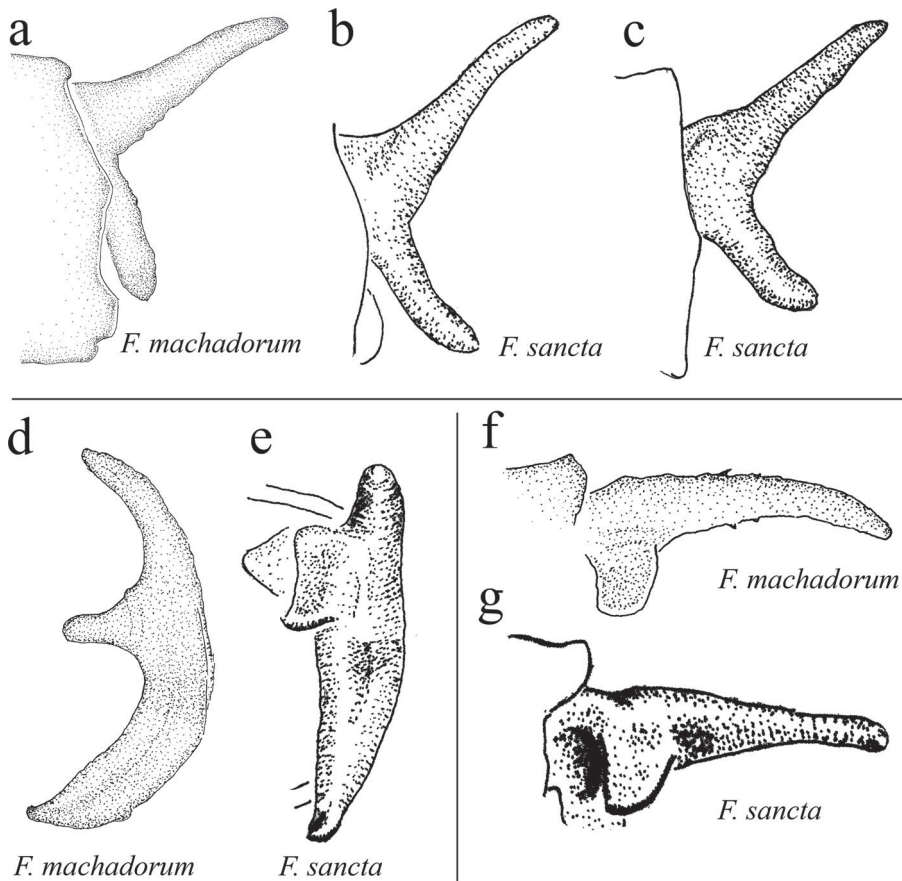 a
b
c
F. machadorum
F. sancta
F. sancta
d
e
f
F. machadorum
g
F. sancta
F. machadorum
F. sancta